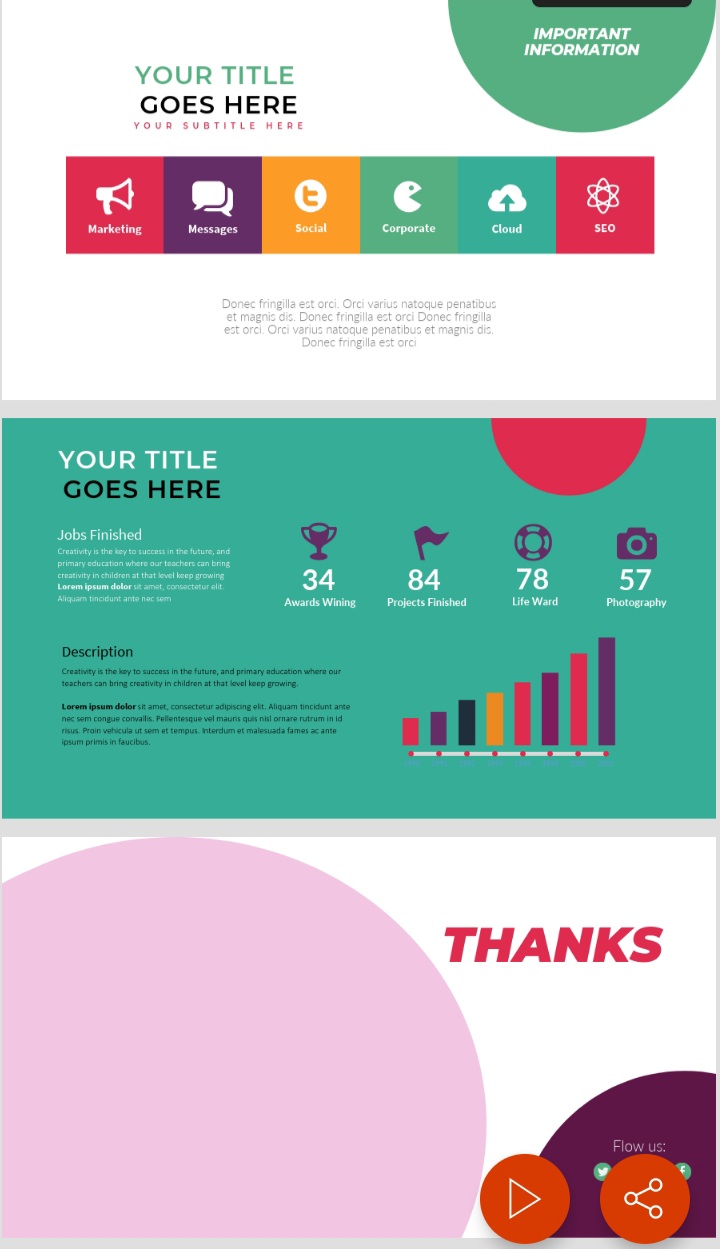 IMPORTANT
INFORMATION
YOUR TITLE
GOES HERE
YOUR SUBTITLE HERE
Marketing
Messages
Social
Corporate
Cloud
SEO
Donec fringilla est orci. Orci varius natoque penatibus
et magnis dis. Donec fringilla est orci Donec fringilla
est orci. Orci varius natoque penatibus et magnis dis.
Donec fringilla est orci
YOUR TITLE
GOES HERE
Jobs Finished
Creativity is the key to success in the future, and
primary education where our teachers can bring
creativity in children at that level keep growing
Lorem ipsum dolor sit amet, consectetur elit.
Aliquam tincidunt ante nec sem
34
Awards Wining
84
Projects Finished
78
Life Ward
57
Photography
Description
Creativity is the key to success in the future, and primary education where our
teachers can bring creativity in children at that level keep growing.
Lorem ipsum dolor sit amet, consectetur adipiscing elit. Aliquam tincidunt ante
nec sem congue convallis. Pellentesque vel mauris quis nisl ornare rutrum in id
risus. Proin vehicula ut sem et tempus. Interdum et malesuada fames ac ante
ipsum primis in faucibus.
THANKS
Flow us: